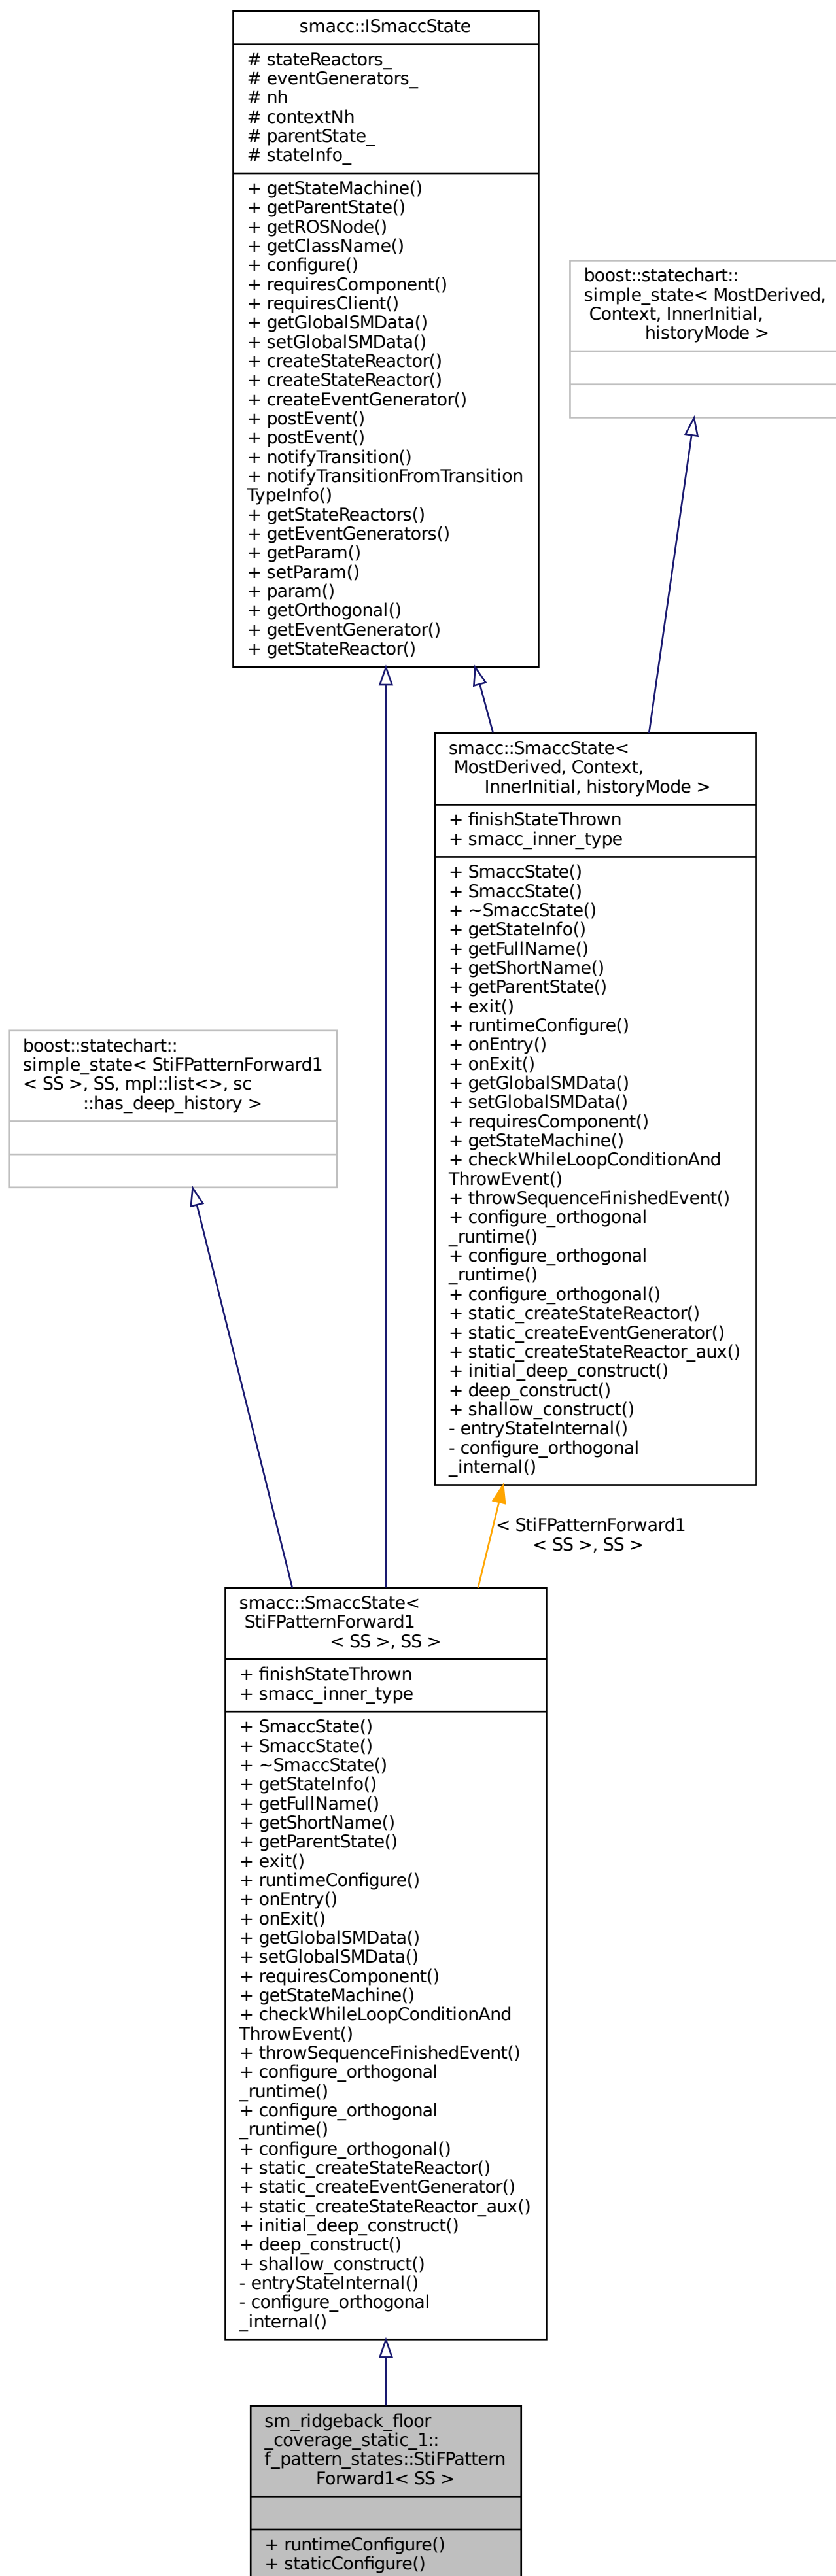 smacc::ISmaccState
# stateReactors_
# eventGenerators_
# nh
# contextNh
# parentState_
# stateInfo_
+ getStateMachine()
+ getParentState()
+ getROSNode()
+ getClassName()
+ configure()
+ requiresComponent()
+ requiresClient()
+ getGlobalSMData()
+ setGlobalSMData()
+ createStateReactor()
+ createStateReactor()
+ createEventGenerator()
+ postEvent()
+ postEvent()
+ notifyTransition()
+ notifyTransitionFromTransition
TypeInfo()
+ getStateReactors()
+ getEventGenerators()
+ getParam()
+ setParam()
+ param()
+ getOrthogonal()
+ getEventGenerator()
+ getStateReactor()
boost::statechart::
simple_state< MostDerived,
Context, InnerInitial,
historyMode >
smacc::SmaccState<
MostDerived, Context,
InnerInitial, historyMode >
+ finishStateThrown
+ smacc_inner_type
+ SmaccState()
+ SmaccState()
+ ~SmaccState()
+ getStateInfo()
+ getFullName()
+ getShortName()
+ getParentState()
+ exit()
+ runtimeConfigure()
+ onEntry()
+ onExit()
+ getGlobalSMData()
+ setGlobalSMData()
+ requiresComponent()
+ getStateMachine()
+ checkWhileLoopConditionAnd
ThrowEvent()
+ throwSequenceFinishedEvent()
+ configure_orthogonal
_runtime()
+ configure_orthogonal
_runtime()
+ configure_orthogonal()
+ static_createStateReactor()
+ static_createEventGenerator()
+ static_createStateReactor_aux()
+ initial_deep_construct()
+ deep_construct()
+ shallow_construct()
- entryStateInternal()
- configure_orthogonal
_internal()
boost::statechart::
simple_state< StiFPatternForward1
< SS >, SS, mpl::list<>, sc
::has_deep_history >
< StiFPatternForward1
< SS >, SS >
smacc::SmaccState<
StiFPatternForward1
< SS >, SS >
+ finishStateThrown
+ smacc_inner_type
+ SmaccState()
+ SmaccState()
+ ~SmaccState()
+ getStateInfo()
+ getFullName()
+ getShortName()
+ getParentState()
+ exit()
+ runtimeConfigure()
+ onEntry()
+ onExit()
+ getGlobalSMData()
+ setGlobalSMData()
+ requiresComponent()
+ getStateMachine()
+ checkWhileLoopConditionAnd
ThrowEvent()
+ throwSequenceFinishedEvent()
+ configure_orthogonal
_runtime()
+ configure_orthogonal
_runtime()
+ configure_orthogonal()
+ static_createStateReactor()
+ static_createEventGenerator()
+ static_createStateReactor_aux()
+ initial_deep_construct()
+ deep_construct()
+ shallow_construct()
- entryStateInternal()
- configure_orthogonal
_internal()
sm_ridgeback_floor
_coverage_static_1::
f_pattern_states::StiFPattern
Forward1< SS >
+ runtimeConfigure()
+ staticConfigure()